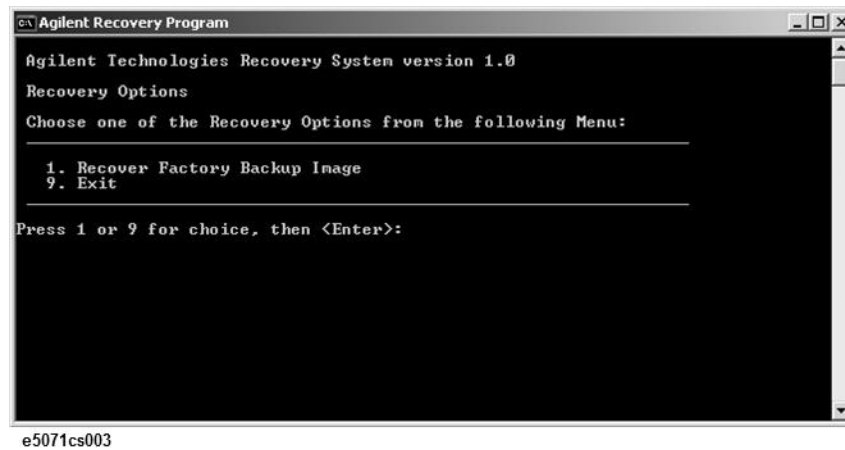 Agilent Recovery Program
Agilent Technologies Recovery System version 1.0
Recovery Options
Choose one of the Recovery Options from the following Menu:
1. Recover Factory Backup Image
9. Exit
Press 1 or 9 for choice, then <Enter>:
e5071cs003